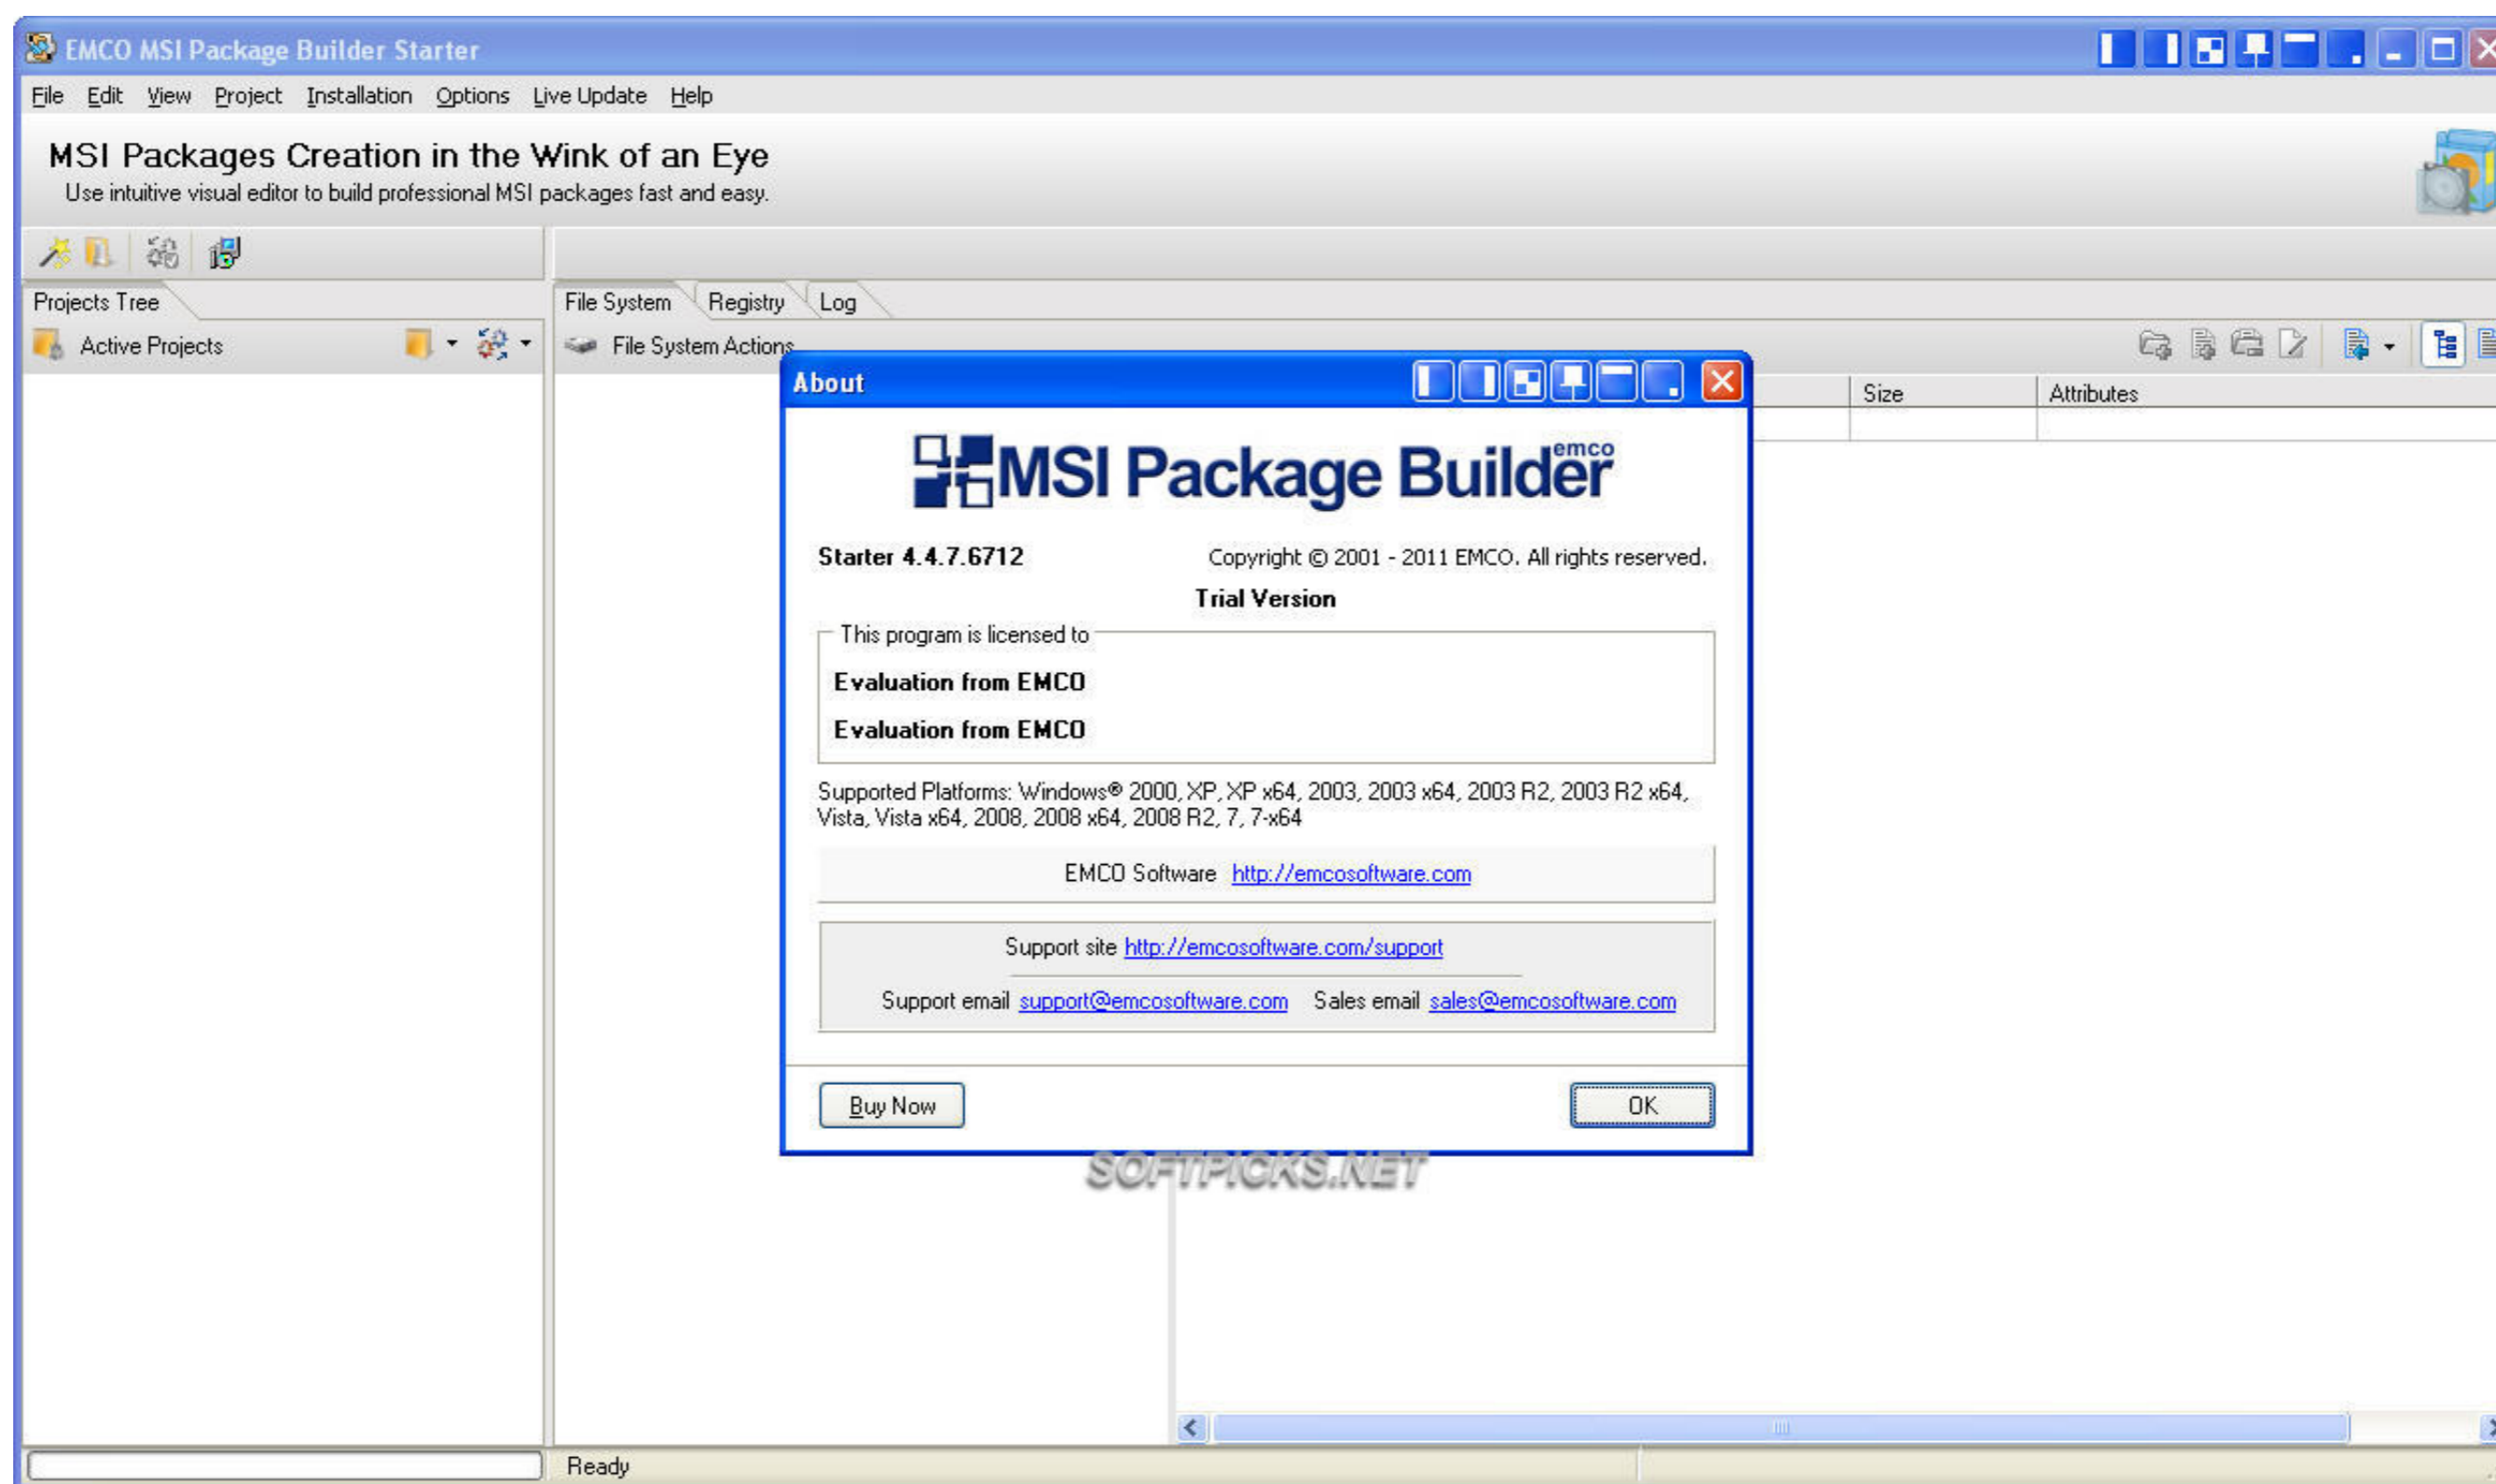 EMCO MSI Package Builder Starter
File Edit View Project Installation Options Live Update Help
MSI Packages Creation in the Wink of an Eye
Use intuitive visual editor to build professional MSI packages fast and easy.
Projects Tree
File System Registry Log
Active Projects
File System Actions
Size Attributes
About
MSI Package Builder emco
Starter 4.4.7.6712 Copyright © 2001 - 2011 EMCO. All rights reserved.
Trial Version
This program is licensed to
Evaluation from EMCO
Evaluation from EMCO
Supported Platforms: Windows® 2000, XP, XP x64, 2003, 2003 x64, 2003 R2, 2003 R2 x64,
Vista, Vista x64, 2008, 2008 x64, 2008 R2, 7, 7-x64
EMCO Software http://emcosoftware.com
Support site http://emcosoftware.com/support
Support email support@emcosoftware.com Sales email sales@emcosoftware.com
Buy Now OK
SOFTPICKS.NET
Ready